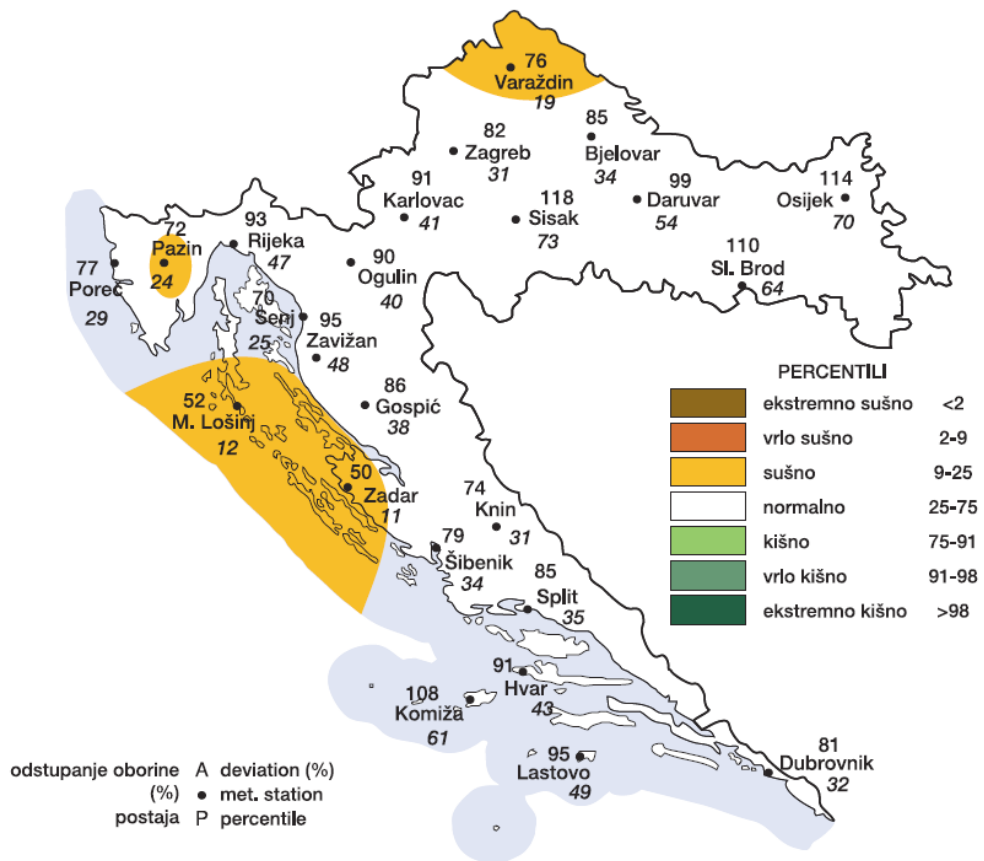 76
Varaždin
19
82
Zagreb
31
85
Bjelovar
34
91
Karlovac
41
118
Sisak
73
99
Daruvar
54
114
Osijek
70
110
Sl. Brod
64
72
Pazin
24
93
Rijeka
47
77
Poreč
29
90
Ogulin
40
70
Senj
25
95
Zavižan
48
86
Gospić
38
52
M. Lošinj
12
50
Zadar
11
74
Knin
31
79
Šibenik
34
85
Split
35
91
Hvar
43
108
Komiža
61
95
Lastovo
49
81
Dubrovnik
32
PERCENTILI
ekstremno sušno <2
vrlo sušno 2-9
sušno 9-25
normalno 25-75
kišno 75-91
vrlo kišno 91-98
ekstremno kišno >98
odstupanje oborine A deviation (%)
(%) met. station
postaja P percentile